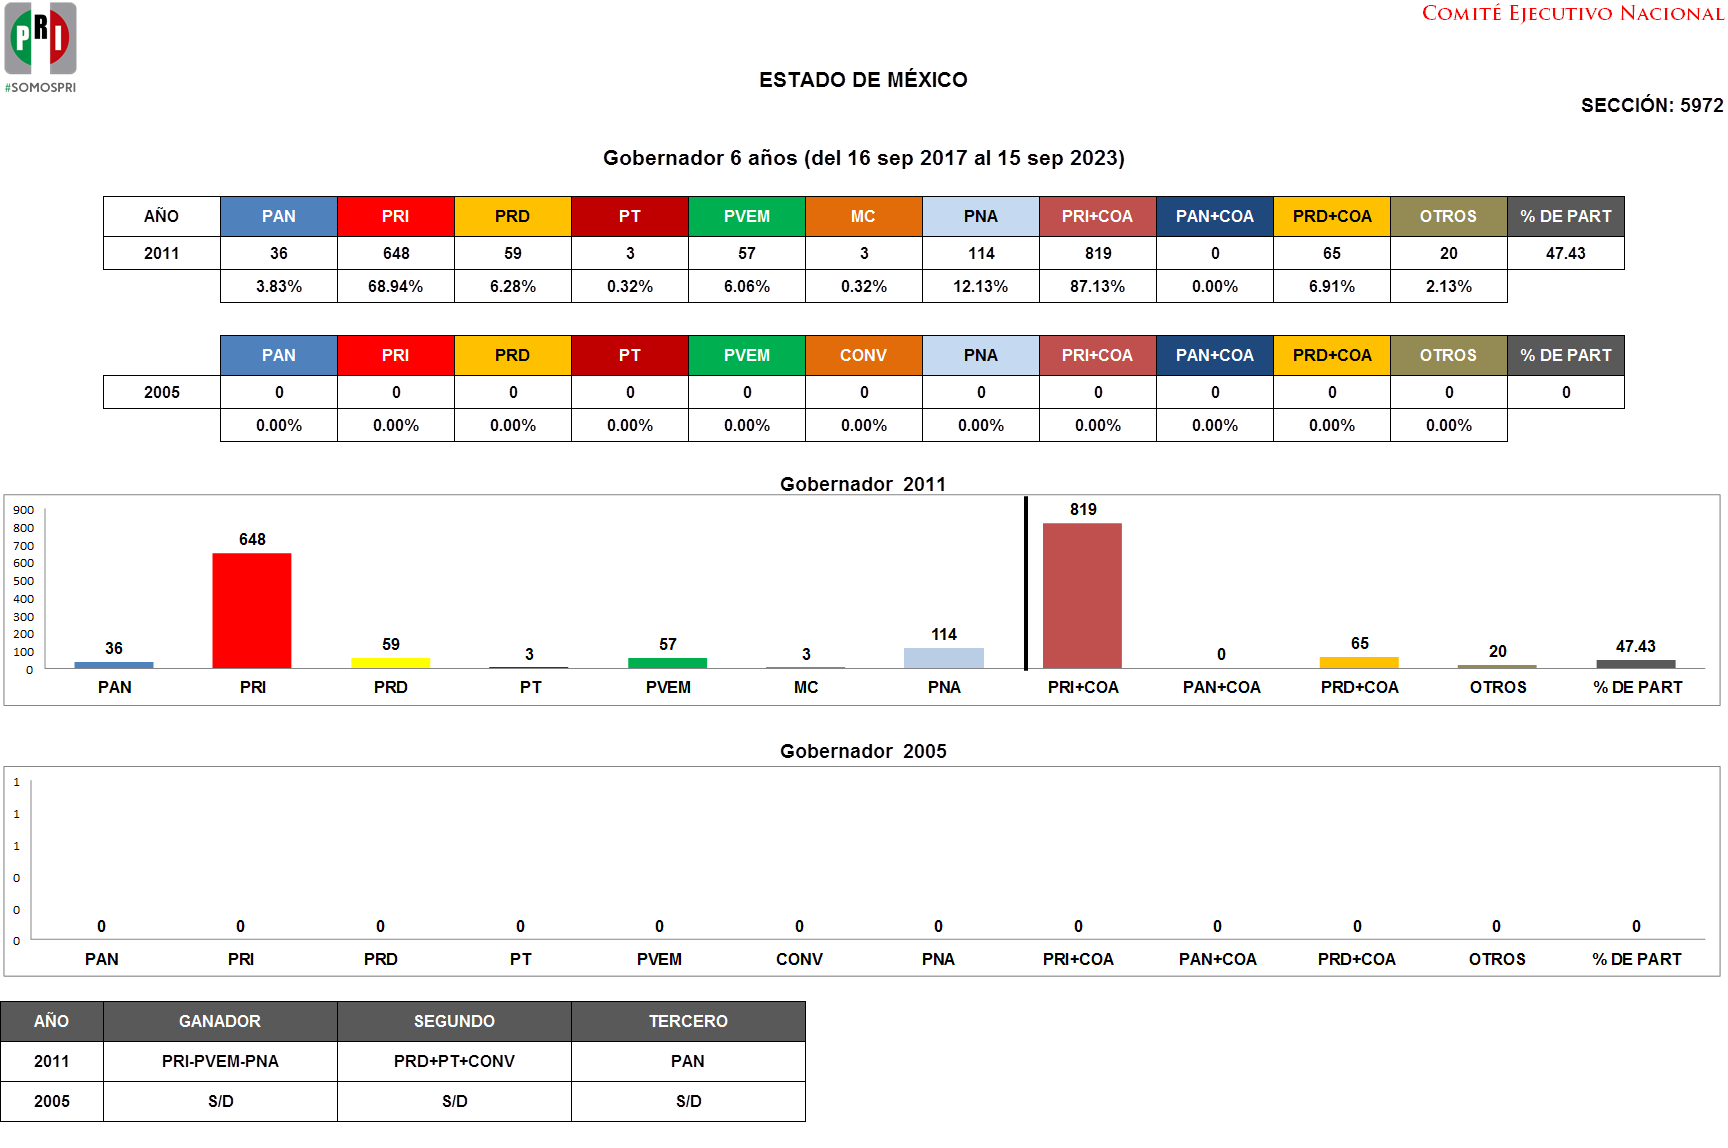 PRI
#SOMOSPRI
COMITÉ EJECUTIVO NACIONAL
ESTADO DE MÉXICO
SECCIÓN: 5972
Gobernador 6 años (del 16 sep 2017 al 15 sep 2023)
AÑO PAN PRI PRD PT PVEM MC PNA PRI+COA PAN+COA PRD+COA OTROS % DE PART
2011 36 648 59 3 57 3 114 819 0 65 20 47.43
3.83% 68.94% 6.28% 0.32% 6.06% 0.32% 12.13% 87.13% 0.00% 6.91% 2.13%
PAN PRI PRD PT PVEM CONV PNA PRI+COA PAN+COA PRD+COA OTROS % DE PART
2005 0 0 0 0 0 0 0 0 0 0 0 0
0.00% 0.00% 0.00% 0.00% 0.00% 0.00% 0.00% 0.00% 0.00% 0.00% 0.00%
Gobernador 2011
900
800
700
600
500
400
300
200
100
0
36 648 59 3 57 3 114 819 0 65 20 47.43
PAN PRI PRD PT PVEM MC PNA PRI+COA PAN+COA PRD+COA OTROS % DE PART
Gobernador 2005
1
1
1
0
0
0
0 0 0 0 0 0 0 0 0 0 0 0
PAN PRI PRD PT PVEM CONV PNA PRI+COA PAN+COA PRD+COA OTROS % DE PART
AÑO GANADOR SEGUNDO TERCERO
2011 PRI-PVEM-PNA PRD+PT+CONV PAN
2005 S/D S/D S/D